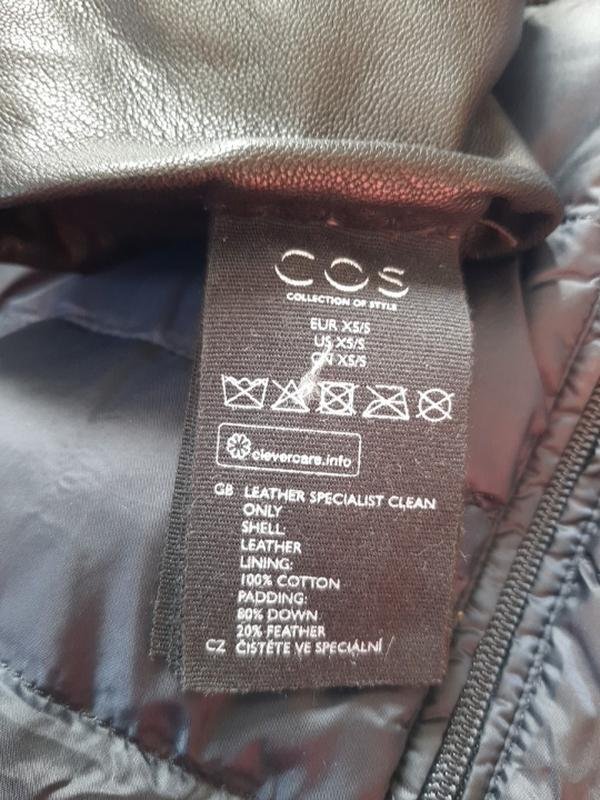 COS
COLLECTION OF STYLE
EUR XS/S
US XS/S
CN XS/S
clevercare.info
GB LEATHER SPECIALIST CLEAN
ONLY
SHELL:
LEATHER
LINING:
100% COTTON
PADDING:
80% DOWN
20% FEATHER
CZ ČISTĚTE VE SPECIÁLNÍ